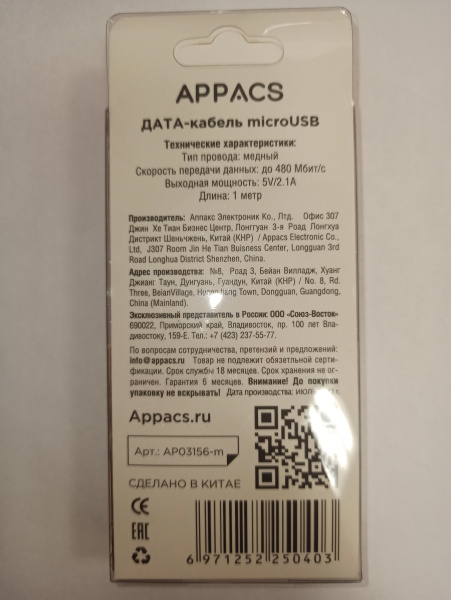 APPACS
ДАТА-кабель microUSB
Технические характеристики:
Тип провода: медный
Скорость передачи данных: до 480 Мбит/с
Выходная мощность: 5V/2.1A
Длина: 1 метр
Производитель: Аппакс Электроник Ко., Лтд. Офис 307
Джин Хе Тиан Бизнес Центр, Лонггуан 3-я Роад Лонгхуа
Дистрикт Шеньчжень, Китай (КНР) / Appacs Electronic Co.,
Ltd, J307 Room Jin He Tian Buisness Center, Longguan 3rd
Road Longhua District Shenzhen, China.
Адрес производства: №8, Роад 3, Бейан Вилладж, Хуанг
Джианг Таун, Дунгуань, Гуандун, Китай (КНР) / No. 8, Rd.
Three, BeianVillage, Huang Jiang Town, Dongguan, Guangdong,
China (Mainland).
Эксклюзивный представитель в России: ООО «Союз-Восток»
690022, Приморский край, Владивосток, пр. 100 лет Вла-
дивостоку, 159-Е. Тел.: +7 (423) 237-55-77.
По вопросам сотрудничества, претензий и предложений:
info@appacs.ru Товар не подлежит обязательной серти-
фикации. Срок службы 18 месяцев. Срок хранения не ог-
раничен. Гарантия 6 месяцев. Внимание! До покупки
упаковку не вскрывать! Дата производства:
Appacs.ru
Арт.: AP03156-m
СДЕЛАНО В КИТАЕ
CE
EAC
6 971252 250403